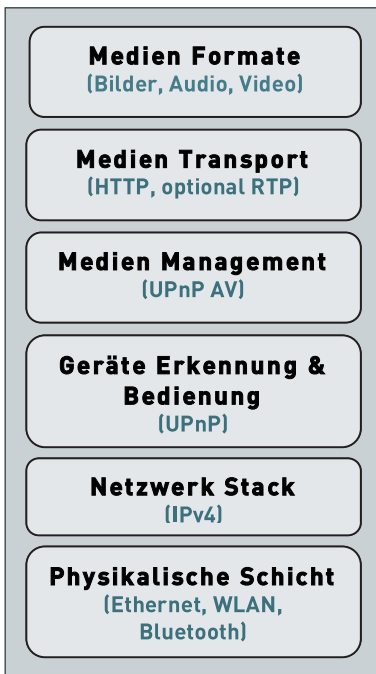 Medien Formate
(Bilder, Audio, Video)
Medien Transport
(HTTP, optional RTP)
Medien Management
(UPnP AV)
Geräte Erkennung &
Bedienung
(UPnP)
Netzwerk Stack
(IPv4)
Physikalische Schicht
(Ethernet, WLAN,
Bluetooth)